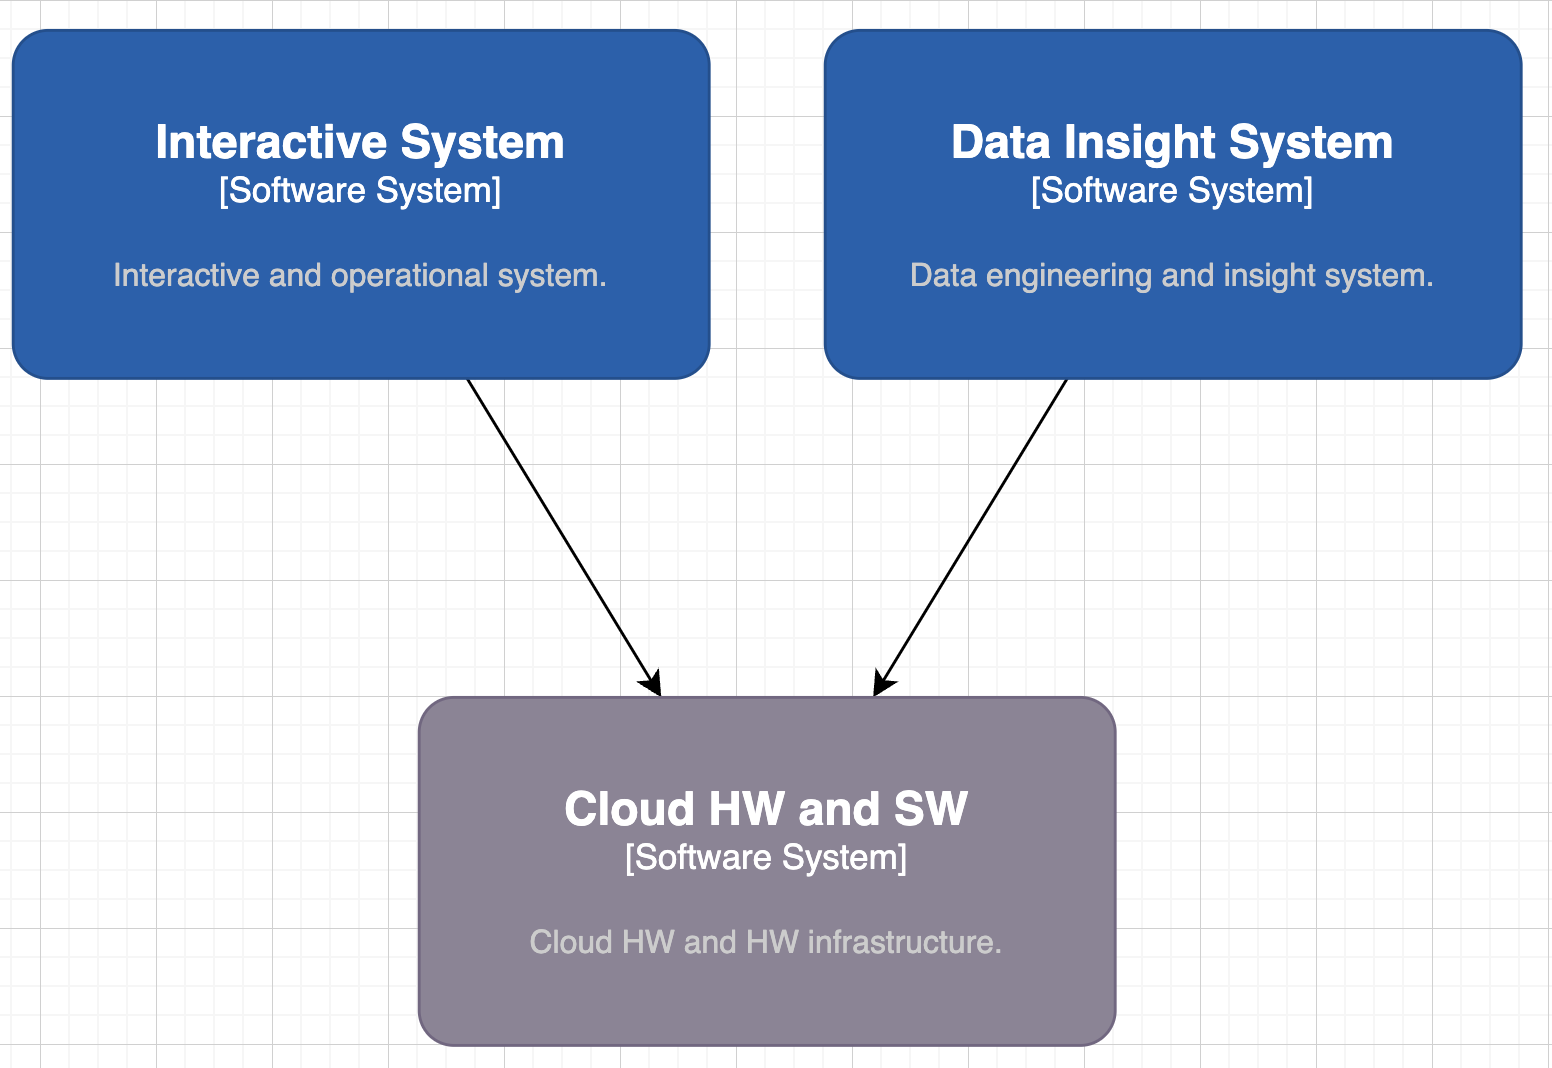 Interactive System
[Software System]
Interactive and operational system.
Data Insight System
[Software System]
Data engineering and insight system.
Cloud HW and SW
[Software System]
Cloud HW and HW infrastructure.